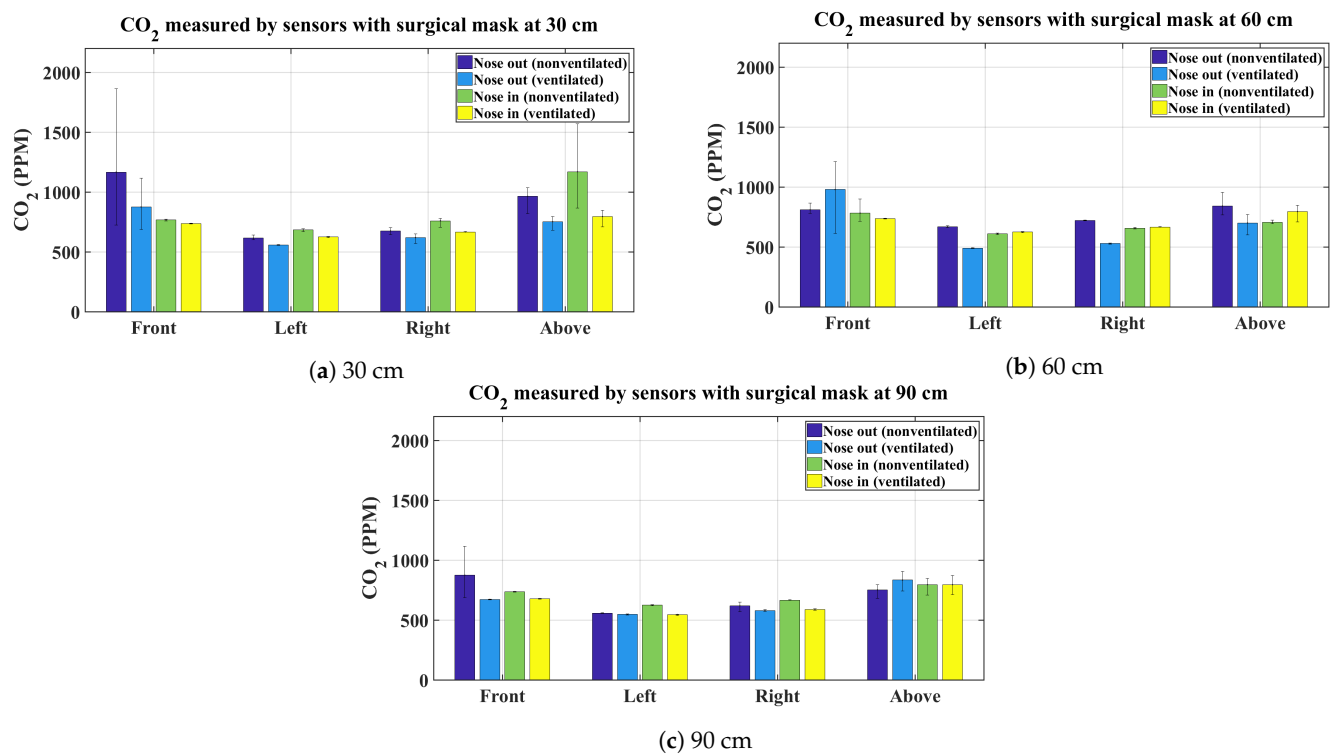 CO2 measured by sensors with surgical mask at 30 cm
2000
1500
1000
500
0
CO2 (PPM)
Nose out (nonventilated)
Nose out (ventilated)
Nose in (nonventilated)
Nose in (ventilated)
Front Left Right Above
(a) 30 cm
CO2 measured by sensors with surgical mask at 60 cm
2000
1500
1000
500
0
CO2 (PPM)
Nose out (nonventilated)
Nose out (ventilated)
Nose in (nonventilated)
Nose in (ventilated)
Front Left Right Above
(b) 60 cm
CO2 measured by sensors with surgical mask at 90 cm
2000
1500
1000
500
0
CO2 (PPM)
Nose out (nonventilated)
Nose out (ventilated)
Nose in (nonventilated)
Nose in (ventilated)
Front Left Right Above
(c) 90 cm